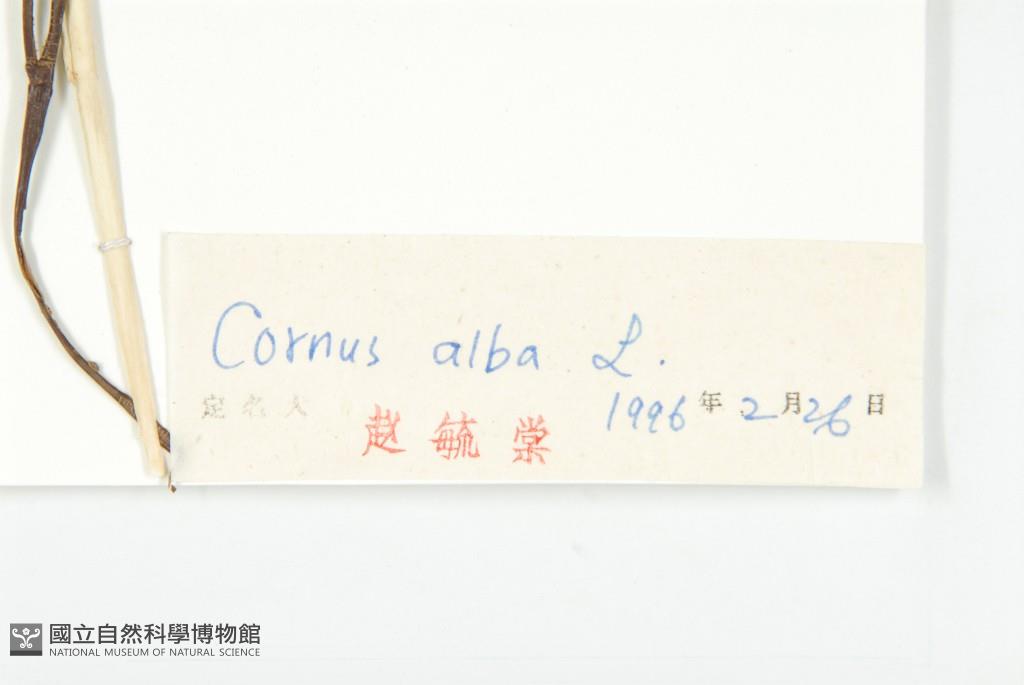 Cornus alba L.
定名人 赵毓棠 1996年2月26日
國立自然科學博物館
NATIONAL MUSEUM OF NATURAL SCIENCE